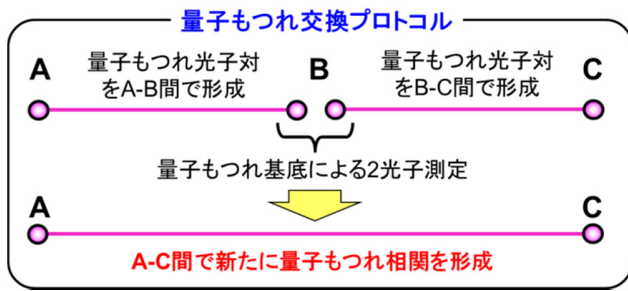 量子もつれ交換プロトコル
A
量子もつれ光子対
をA-B間で形成
B
量子もつれ光子対
をB-C間で形成
C
量子もつれ基底による2光子測定
A
C
A-C間で新たに量子もつれ相関を形成